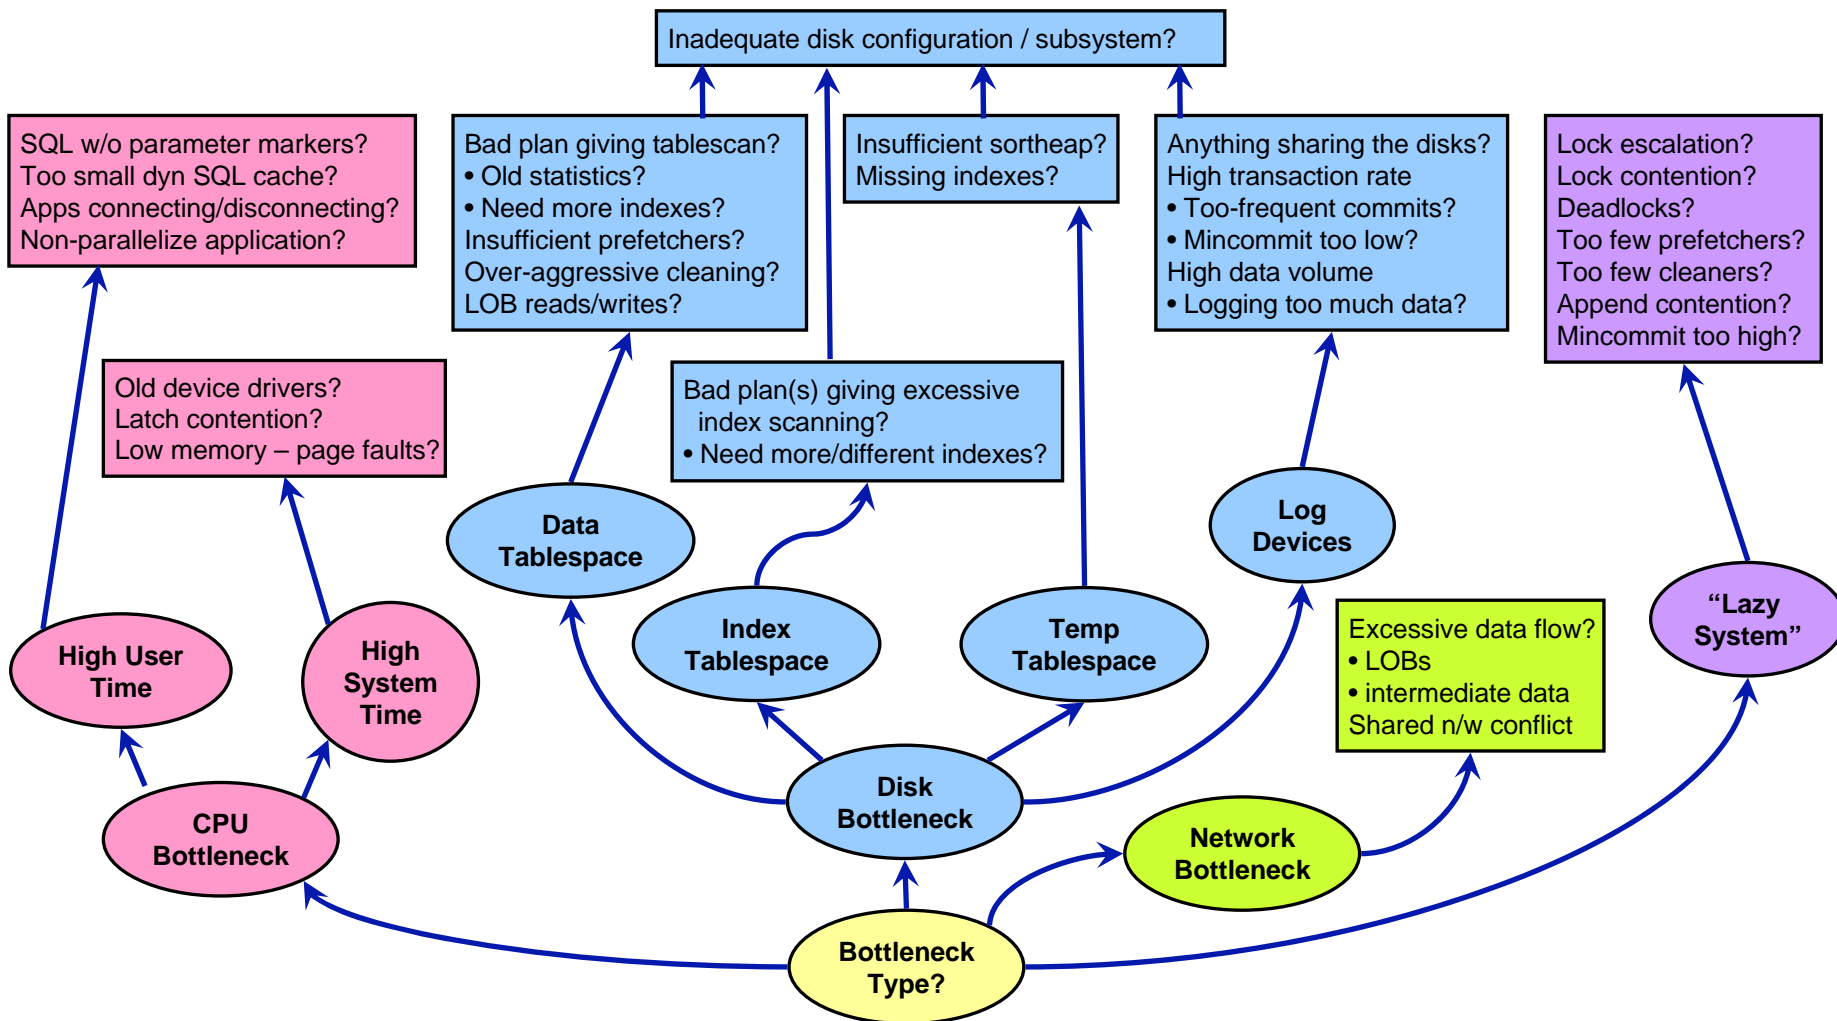 Inadequate disk configuration / subsystem?
SQL w/o parameter markers?
Too small dyn SQL cache?
Apps connecting/disconnecting?
Non-parallelize application?
Bad plan giving tablescan?
• Old statistics?
• Need more indexes?
Insufficient prefetchers?
Over-aggressive cleaning?
LOB reads/writes?
Insufficient sortheap?
Missing indexes?
Anything sharing the disks?
High transaction rate
• Too-frequent commits?
• Mincommit too low?
High data volume
• Logging too much data?
Lock escalation?
Lock contention?
Deadlocks?
Too few prefetchers?
Too few cleaners?
Append contention?
Mincommit too high?
Old device drivers?
Latch contention?
Low memory – page faults?
Bad plan(s) giving excessive
index scanning?
• Need more/different indexes?
Data
Tablespace
Log
Devices
Index
Tablespace
Temp
Tablespace
“Lazy
System”
High User
Time
High
System
Time
Excessive data flow?
• LOBs
• intermediate data
Shared n/w conflict
Disk
Bottleneck
CPU
Bottleneck
Network
Bottleneck
Bottleneck
Type?